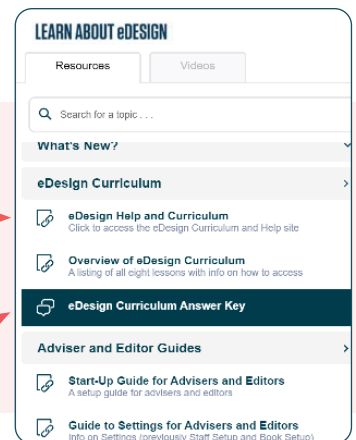 LEARN ABOUT eDESIGN
Resources
Videos
Search for a topic . . .
What's New?
eDesign Curriculum
eDesign Help and Curriculum
Click to access the eDesign Curriculum and Help site
Overview of eDesign Curriculum
A listing of all eight lessons with info on how to access
eDesign Curriculum Answer Key
Adviser and Editor Guides
Start-Up Guide for Advisers and Editors
A setup guide for advisers and editors
Guide to Settings for Advisers and Editors
Info on Settings (previously Staff Setup and Book Setup)